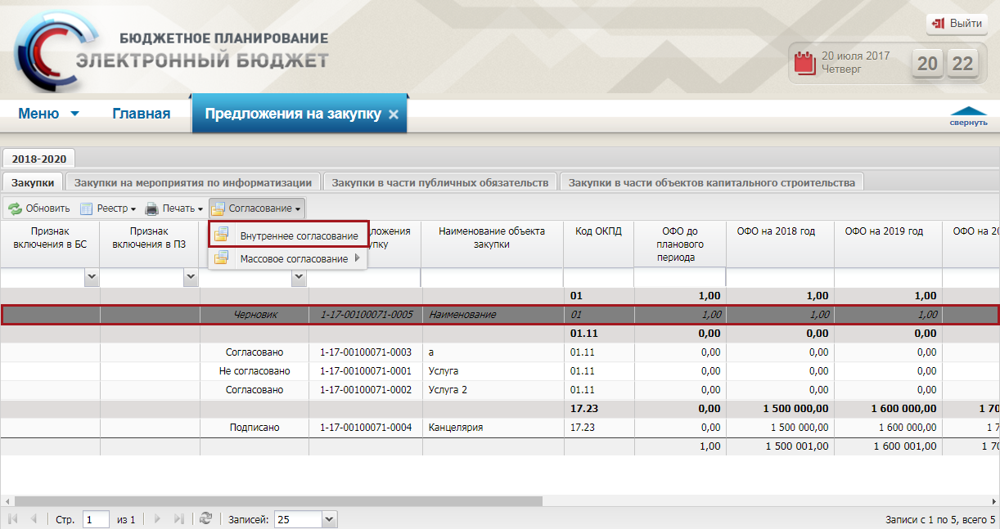 БЮДЖЕТНОЕ ПЛАНИРОВАНИЕ
ЭЛЕКТРОННЫЙ БЮДЖЕТ
Выйти
20 июля 2017
Четверг
20 22
Меню Главная Предложения на закупку
свернуть
2018-2020
Закупки Закупки на мероприятия по информатизации Закупки в части публичных обязательств Закупки в части объектов капитального строительства
Обновить Реестр Печать Согласование
Внутреннее согласование
Массовое согласование
Признак включения в БС
Признак включения в ПЗ
Наименование объекта закупки
Код ОКПД
ОФО до планового периода
ОФО на 2018 год
ОФО на 2019 год
ОФО на
01 1,00 1,00 1,00
Черновик 1-17-00100071-0005 Наименование 01 1,00 1,00 1,00
01.11 0,00 0,00 0,00
Согласовано 1-17-00100071-0003 а 01.11 0,00 0,00 0,00
Не согласовано 1-17-00100071-0001 Услуга 01.11 0,00 0,00 0,00
Согласовано 1-17-00100071-0002 Услуга 2 01.11 0,00 0,00 0,00
17.23 0,00 1 500 000,00 1 600 000,00 1 70
Подписано 1-17-00100071-0004 Канцелярия 17.23 0,00 1 500 000,00 1 600 000,00 1 7
1,00 1 500 001,00 1 600 001,00 1 70
Стр. 1 из 1 Записей: 25 Записи с 1 по 5, всего 5